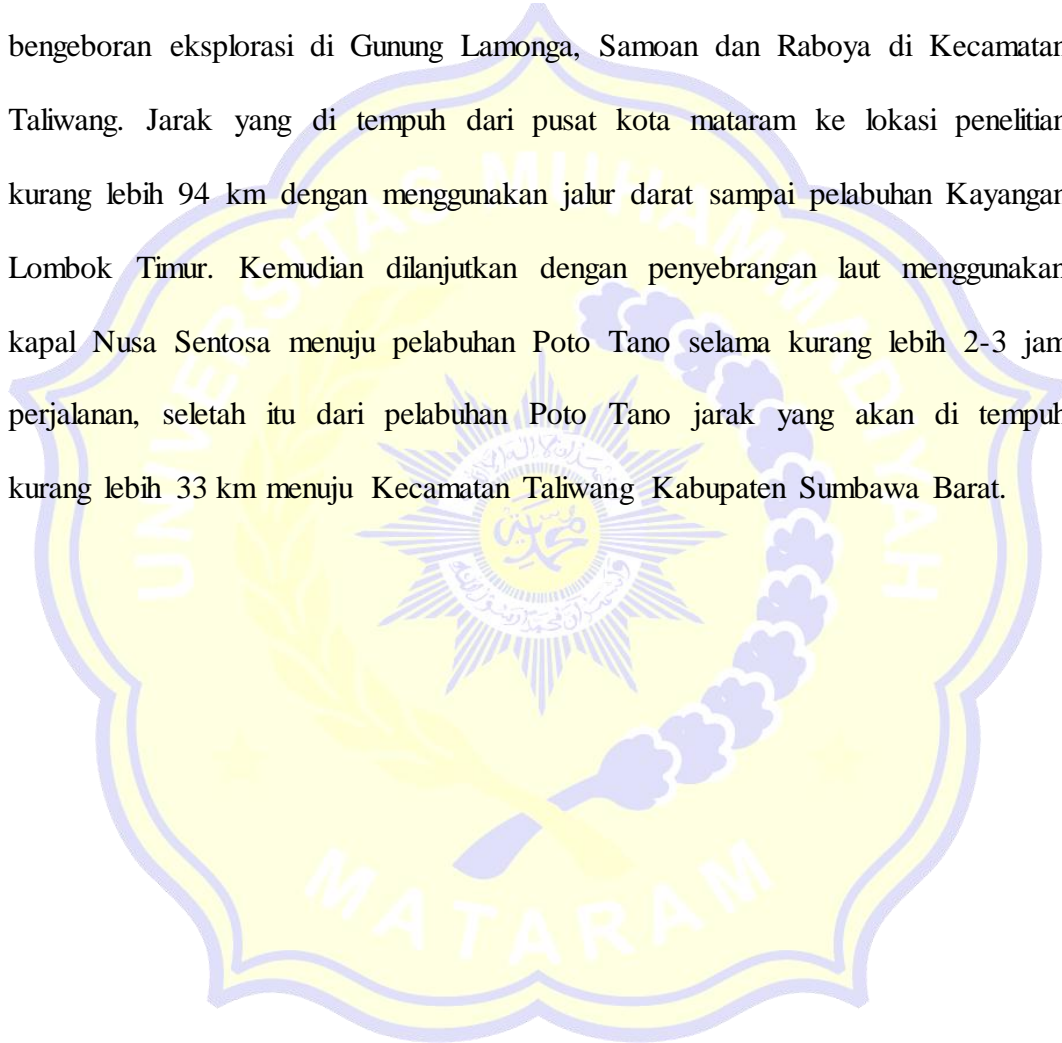 bengeboran eksplorasi di Gunung Lamonga, Samoan dan Raboya di Kecamatan
Taliwang. Jarak yang di tempuh dari pusat kota mataram ke lokasi penelitian
kurang lebih 94 km dengan menggunakan jalur darat sampai pelabuhan Kayangan
Lombok Timur. Kemudian dilanjutkan dengan penyebrangan laut menggunakan
kapal Nusa Sentosa menuju pelabuhan Poto Tano selama kurang lebih 2-3 jam
perjalanan, seletah itu dari pelabuhan Poto Tano jarak yang akan di tempuh
kurang lebih 33 km menuju Kecamatan Taliwang Kabupaten Sumbawa Barat.
UNIVERSITAS MUHAMMADIYAH
MATARAM